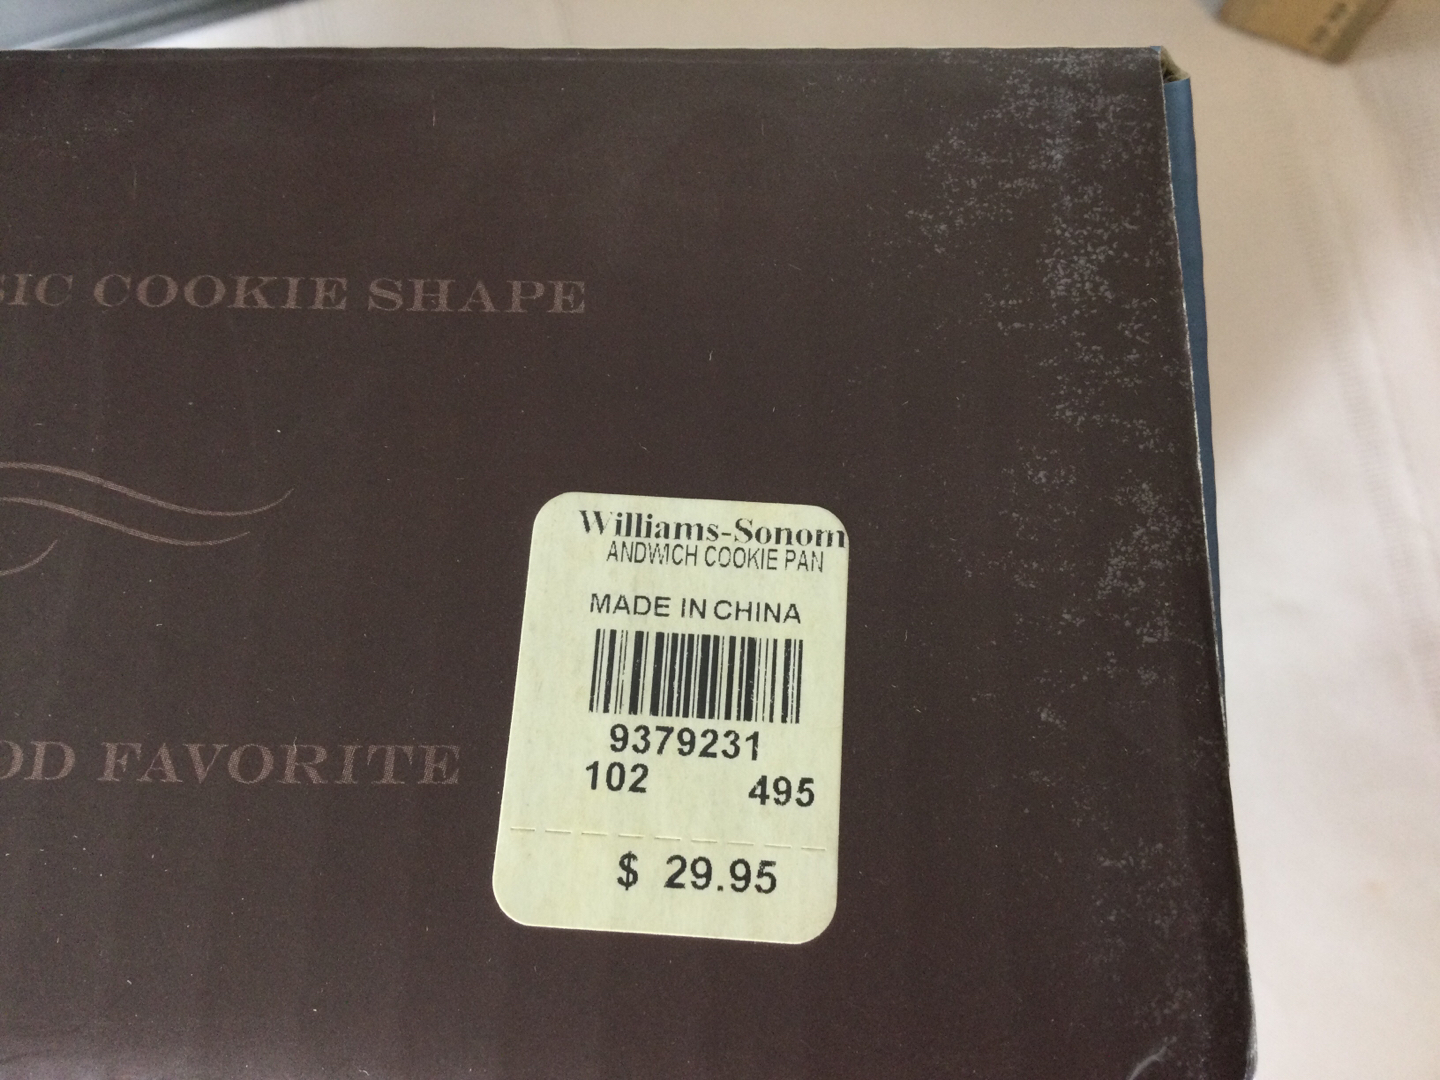 SIC COOKIE SHAPE
Williams-Sonom
ANDWICH COOKIE PAN
MADE IN CHINA
9379231
102 495
OD FAVORITE
$ 29.95